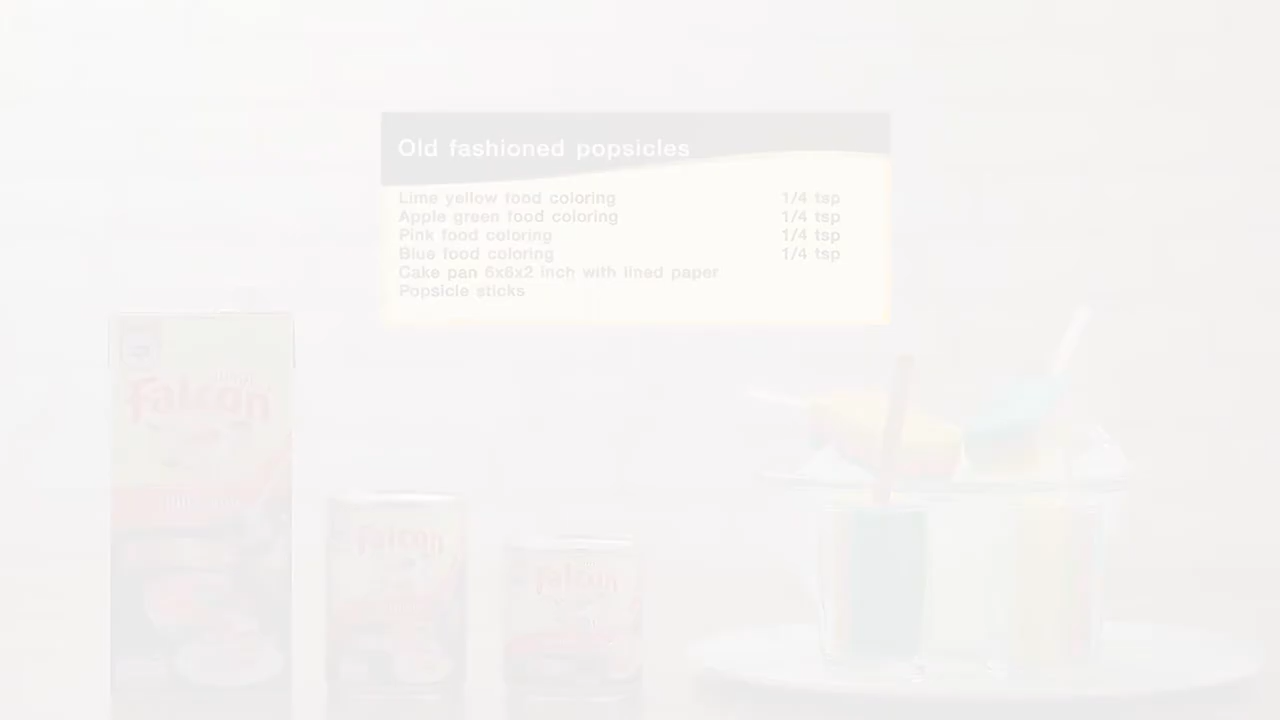 Old fashioned popsicles
Lime yellow food coloring 1/4 tsp
Apple green food coloring 1/4 tsp
Pink food coloring 1/4 tsp
Blue food coloring 1/4 tsp
Cake pan 6x6x2 inch with lined paper
Popsicle sticks
Falcon
Falcon
Falcon